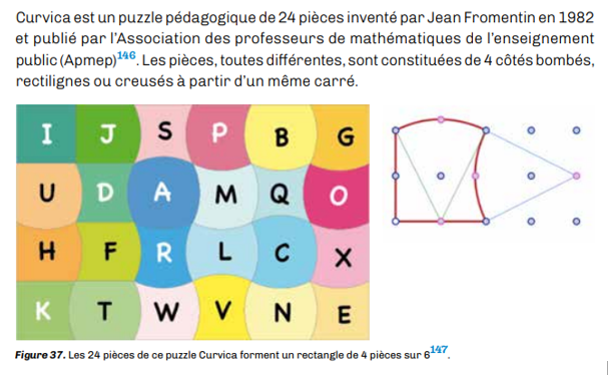 Curvica est un puzzle pédagogique de 24 pièces inventé par Jean Fromentin en 1982
et publié par l'Association des professeurs de mathématiques de l'enseignement
public (Apmep)146. Les pièces, toutes différentes, sont constituées de 4 côtés bombés,
rectilignes ou creusés à partir d'un même carré.
I J S P B G
U D A M Q O
H F R L C X
K T W V N E
Figure 37. Les 24 pièces de ce puzzle Curvica forment un rectangle de 4 pièces sur 6147.